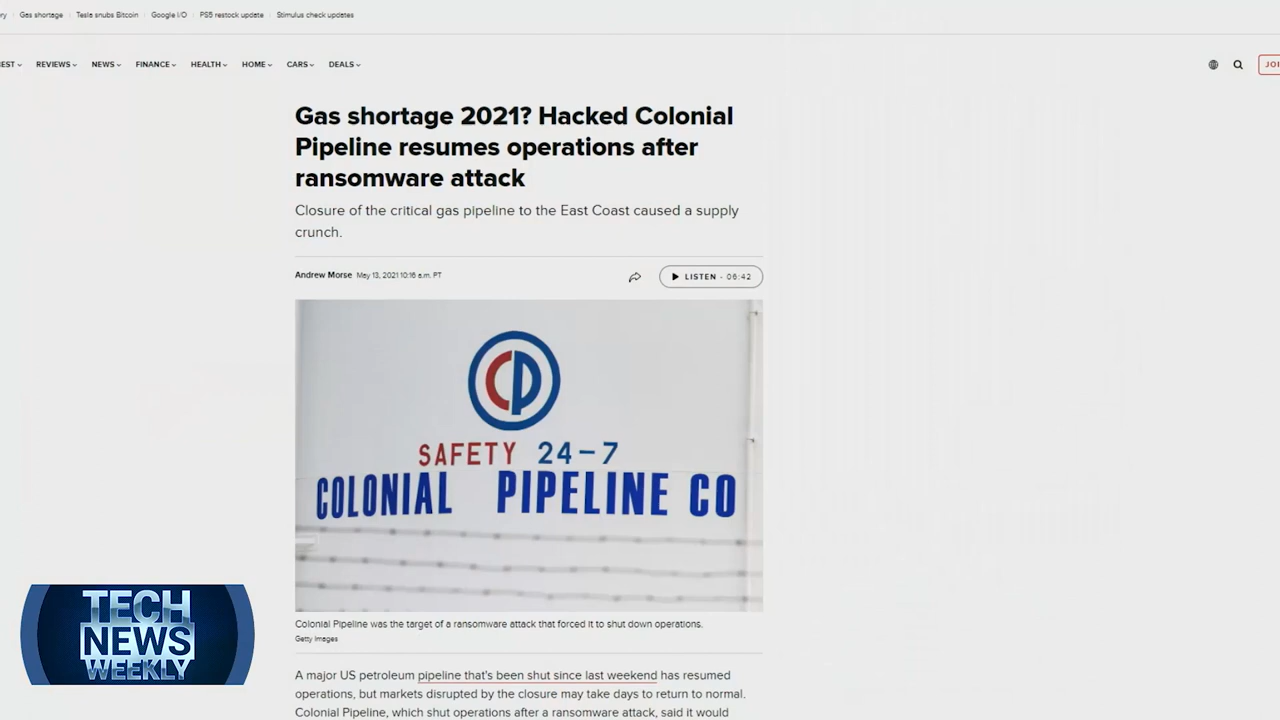 Gas shortage Tesla snubs Bitcoin Google I/O PS5 restock update Stimulus check updates
REVIEWS NEWS FINANCE HEALTH HOME CARS DEALS
Gas shortage 2021? Hacked Colonial
Pipeline resumes operations after
ransomware attack
Closure of the critical gas pipeline to the East Coast caused a supply
crunch.
Andrew Morse May 13, 2021 10:16 a.m. PT
LISTEN - 06:42
CP
SAFETY 24-7
COLONIAL PIPELINE CO
Colonial Pipeline was the target of a ransomware attack that forced it to shut down operations.
Getty Images
A major US petroleum pipeline that's been shut since last weekend has resumed
operations, but markets disrupted by the closure may take days to return to normal.
Colonial Pipeline, which shut operations after a ransomware attack, said it would
TECH
NEWS
WEEKLY